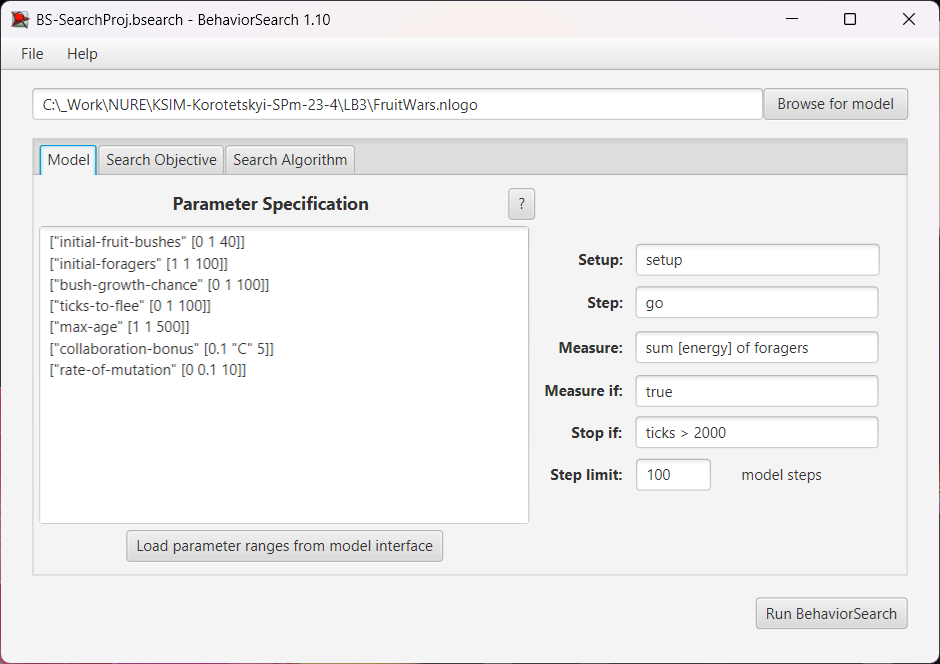 BS-SearchProj.bsearch - BehaviorSearch 1.10
File Help
C:\_Work\NURE\KSIM-Korotetskyi-SPm-23-4\LB3\FruitWars.nlogo
Browse for model
Model Search Objective Search Algorithm
Parameter Specification
?
["initial-fruit-bushes" [0 1 40]]
["initial-foragers" [1 1 100]]
["bush-growth-chance" [0 1 100]]
["ticks-to-flee" [0 1 100]]
["max-age" [1 1 500]]
["collaboration-bonus" [0.1 "C" 5]]
["rate-of-mutation" [0 0.1 10]]
Load parameter ranges from model interface
Setup: setup
Step: go
Measure: sum [energy] of foragers
Measure if: true
Stop if: ticks > 2000
Step limit: 100 model steps
Run BehaviorSearch